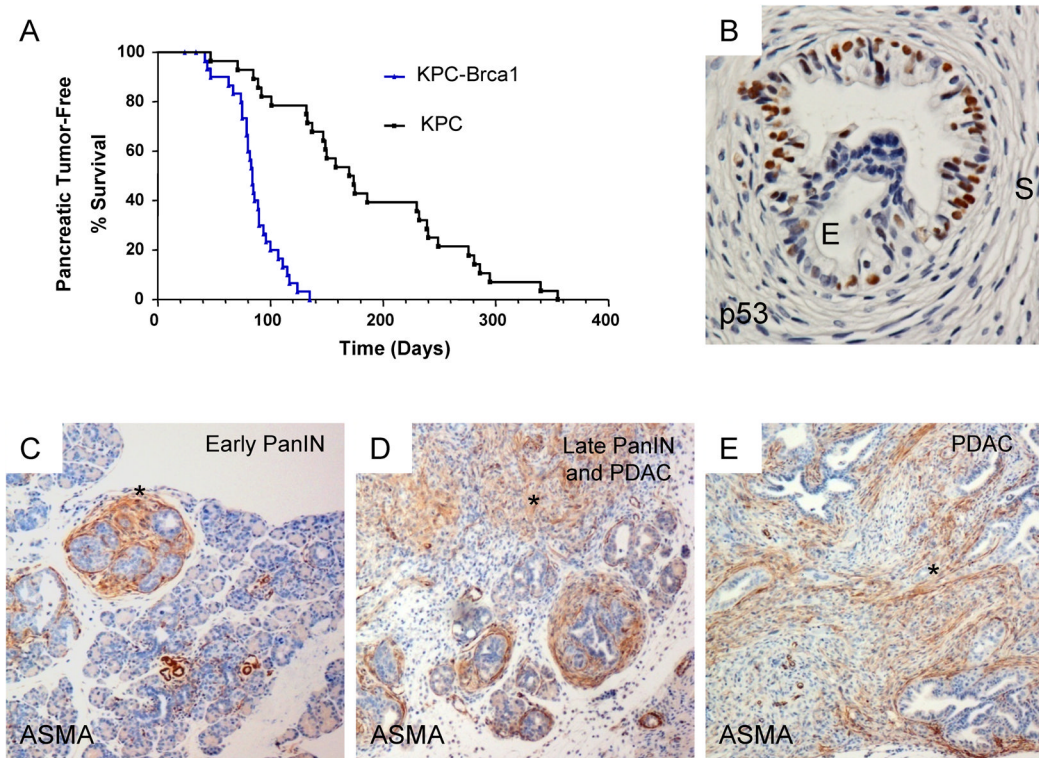 A
Pancreatic Tumor-Free
% Survival
100
80
60
40
20
0
0
100
200
300
400
Time (Days)
KPC-Brca1
KPC
B
E
S
p53
C
Early PanIN
*
ASMA
D
Late PanIN
and PDAC
*
ASMA
E
PDAC
*
ASMA